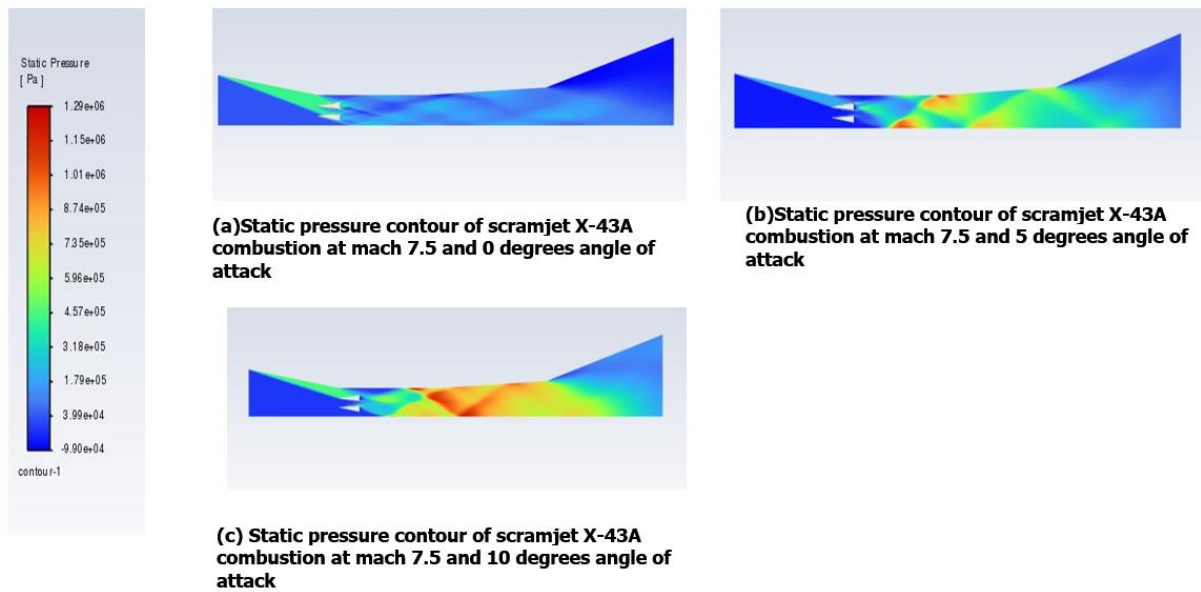 Static Pressure
[ Pa ]
1.29e+06
1.15e+06
1.01e+06
8.74e+05
7.35e+05
5.96e+05
4.57e+05
3.18e+05
1.79e+05
3.99e+04
-9.90e+04
contour-1
(a)Static pressure contour of scramjet X-43A
combustion at mach 7.5 and 0 degrees angle of
attack
(b)Static pressure contour of scramjet X-43A
combustion at mach 7.5 and 5 degrees angle of
attack
(c) Static pressure contour of scramjet X-43A
combustion at mach 7.5 and 10 degrees angle of
attack